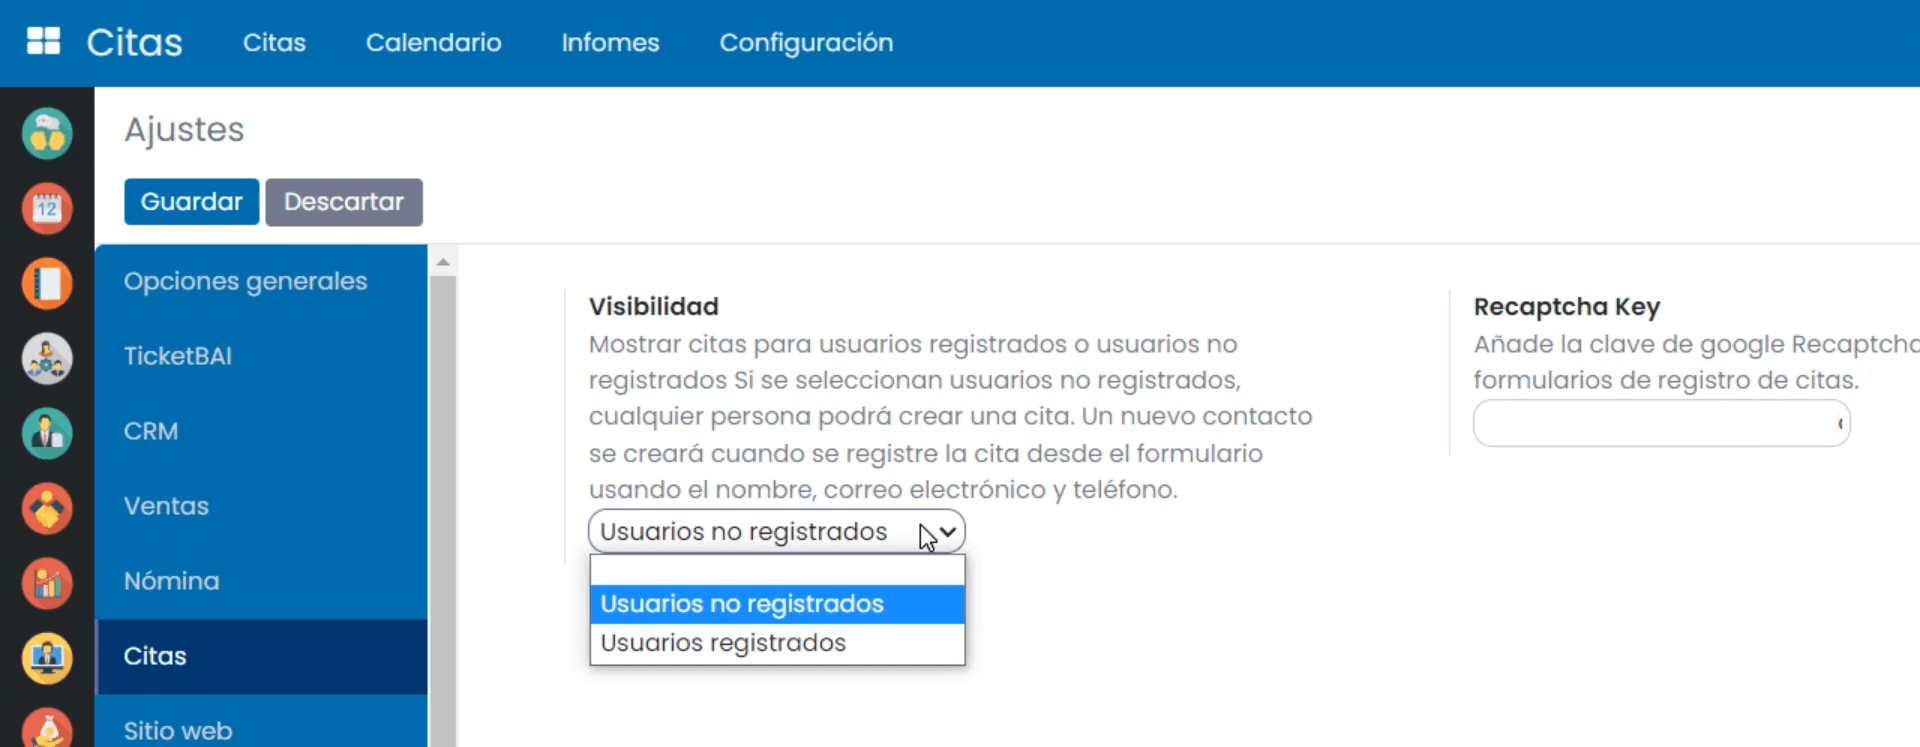 Citas
Citas
Calendario
Infomes
Configuración
Ajustes
Guardar
Descartar
12
Opciones generales
TicketBAI
CRM
Ventas
Nómina
Citas
Sitio web
Visibilidad
Mostrar citas para usuarios registrados o usuarios no
registrados Si se seleccionan usuarios no registrados,
cualquier persona podrá crear una cita. Un nuevo contacto
se creará cuando se registre la cita desde el formulario
usando el nombre, correo electrónico y teléfono.
Usuarios no registrados
Usuarios no registrados
Usuarios registrados
Recaptcha Key
Añade la clave de google Recaptcha
formularios de registro de citas.